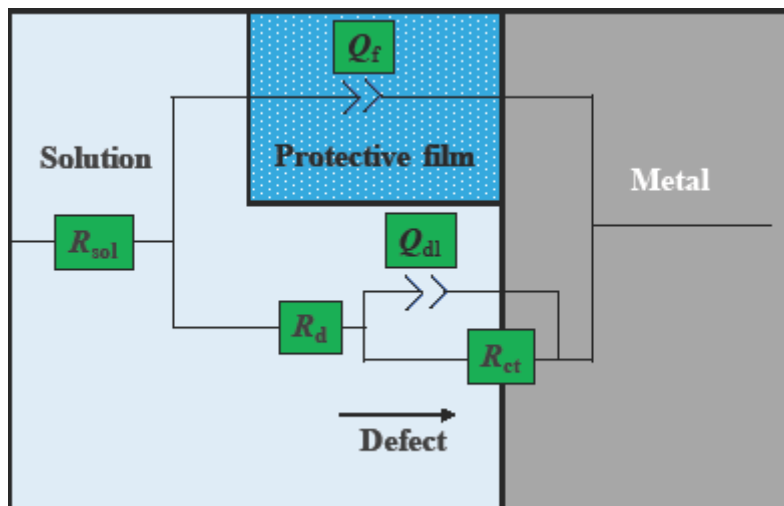 Qf
Solution
Protective film
Metal
Rsol
Qdl
Rd
Rct
Defect